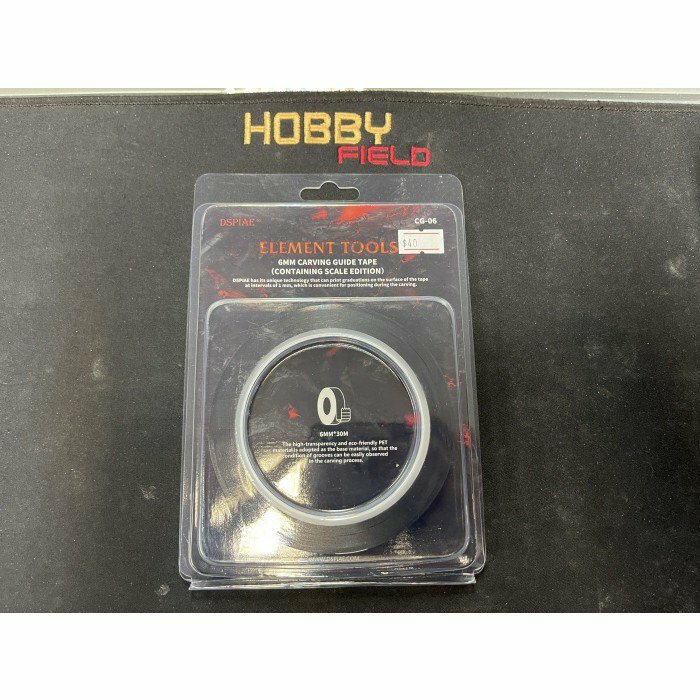 HOBBY
FIELD
DSPIAE™
CG-06
$40
ELEMENT TOOLS
6MM CARVING GUIDE TAPE
(CONTAINING SCALE EDITION)
DSPIAE has its unique technology that can print graduations on the surface of the tape
at intervals of 1 mm, which is convenient for positioning during the carving.
6MM*30M
The high-transparency and eco-friendly PET
material is adopted as the base material, so that the
condition of grooves can be easily observed
in the carving process.
WWW.DSPIAE.COM